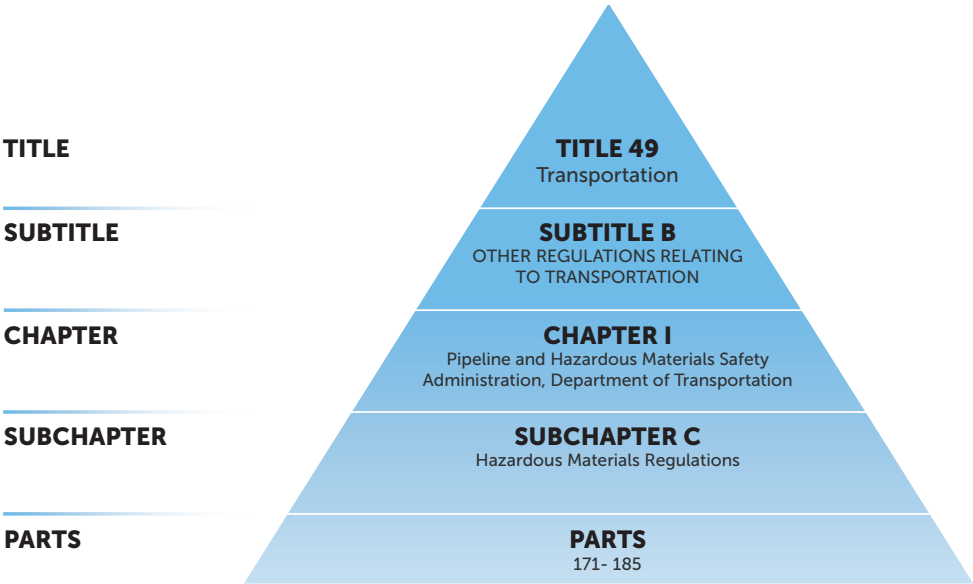 TITLE
TITLE 49
Transportation
SUBTITLE
SUBTITLE B
OTHER REGULATIONS RELATING
TO TRANSPORTATION
CHAPTER
CHAPTER I
Pipeline and Hazardous Materials Safety
Administration, Department of Transportation
SUBCHAPTER
SUBCHAPTER C
Hazardous Materials Regulations
PARTS
PARTS
171- 185